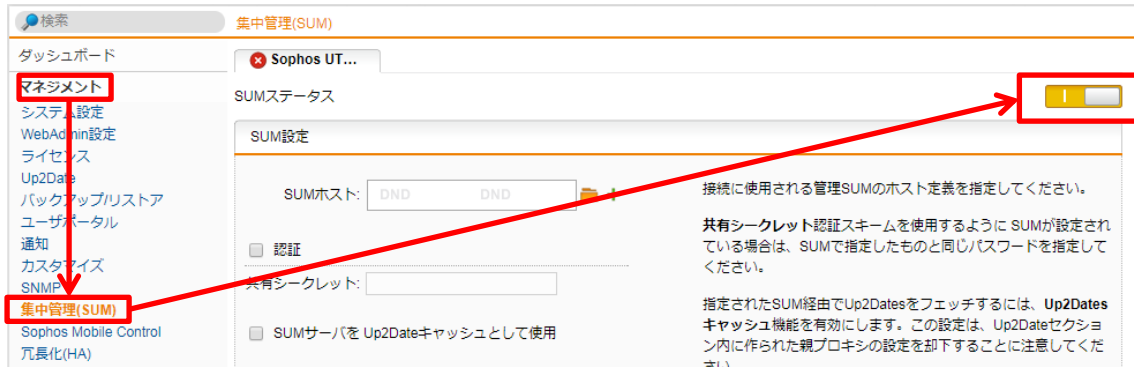 検索
集中管理(SUM)
ダッシュボード
マネジメント
システム設定
WebAdmin設定
ライセンス
Up2Date
バックアップ/リストア
ユーザポータル
通知
カスタマイズ
SNMP
集中管理(SUM)
Sophos Mobile Control
冗長化(HA)
Sophos UT...
SUMステータス
SUM設定
SUMホスト: DND DND
認証
共有シークレット:
SUMサーバを Up2Dateキャッシュとして使用
接続に使用される管理SUMのホスト定義を指定してください。
共有シークレット認証スキームを使用するように SUMが設定され
ている場合は、SUMで指定したものと同じパスワードを指定して
ください。
指定されたSUM経由でUp2Datesをフェッチするには、Up2Dates
キャッシュ機能を有効にします。この設定は、Up2Dateセクショ
ン内に作られた親プロキシの設定を却下することに注意してくだ
さい